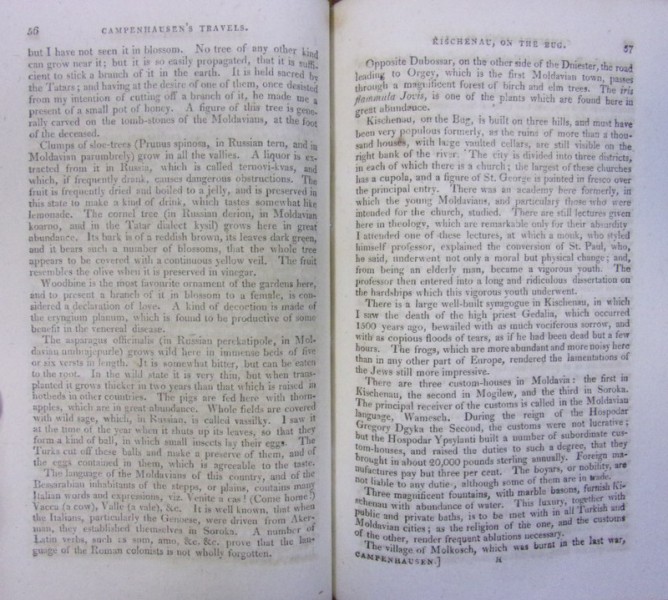 56
CAMPENHAUSEN'S TRAVELS.
but I have not seen it in blossom. No tree of any other kind
can grow near it; but it is so easily propagated, that it is suffi-
cient to stick a branch of it in the earth. It is held sacred by
the Tatars; and having at the desire of one of them, once desisted
from my intention of cutting off a branch of it, he made me a
present of a small pot of honey. A figure of this tree is gene-
rally carved on the tomb-stones of the Moldavians, at the foot
of the deceased.
Clumps of sloe-trees (Prunus spinosa, in Russian tern, and in
Moldavian parumbrely) grow in all the vallies. A liquor is ex-
tracted from it in Russia, which is called ternovi-kvas, and
which, if frequently drank, causes dangerous obstructions. The
fruit is frequently dried and boiled to a jelly, and is preserved in
this state to make a kind of drink, which tastes somewhat like
lemonade. The cornel tree (in Russian derion, in Moldavian
koarno, and in the Tatar dialect kysil) grows here in great
abundance. Its bark is of a reddish brown, its leaves dark green,
and it bears such a number of blossoms, that the whole tree
appears to be covered with a continuous yellow veil. The fruit
resembles the olive when it is preserved in vinegar.
Woodbine is the most favourite ornament of the gardens here,
and to present a branch of it in blossom to a female, is con-
sidered a declaration of love. A kind of decoction is made of
the eryngium planum, which is found to be productive of some
benefit in the venereal disease.
The asparagus officinalis (in Russian perekatipole, in Mol-
davian umbrajepurle) grows wild here in immense beds of five
or six versts in length. It is somewhat bitter, but can be eaten
to the root. In the wild state it is very thin, but when trans-
planted it grows thicker in two years than that which is raised in
hotbeds in other countries. The pigs are fed here with thorn-
apples, which are in great abundance. Whole fields are covered
with wild sage, which, in Russian, is called vassilky. I saw it
at the time of the year when it shuts up its leaves, so that they
form a kind of ball, in which small insects lay their eggs. The
Turks cut off these balls and make a preserve of them, and of
the eggs contained in them, which is agreeable to the taste.
The language of the Moldavians of this country, and of the
Bessarabian inhabitants of the stepps, or plains, contains many
Italian words and expressions, viz. Venite a cas! (Come home!)
Vacca (a cow), Valle (a vale), &c. It is well known, that when
the Italians, particularly the Genoese, were driven from Aker-
man, they established themselves in Soroka. A number of
Latin verbs, such as sum, amo, &c. &c. prove that the lan-
guage of the Roman colonists is not wholly forgotten.
KISCHENAU, ON THE BUG.
57
Opposite Dubossar, on the other side of the Dniester, the road
leading to Orgey, which is the first Moldavian town, passes
through a magnificent forest of birch and elm trees. The iris
flammula Jovis, is one of the plants which are found here in
great abundance.
Kischenau, on the Bug, is built on three hills, and must have
been very populous formerly, as the ruins of more than a thou-
sand houses, with large vaulted cellars, are still visible on the
right bank of the river. The city is divided into three districts,
in each of which there is a church; the largest of these churches
has a cupola, and a figure of St. George is painted in fresco over
the principal entry. There was an academy here formerly, in
which the young Moldavians, and particulary those who were
intended for the church, studied. There are still lectures given
here in theology, which are remarkable only for their absurdity
I attended one of these lectures, at which a monk, who styled
himself professor, explained the conversion of St. Paul, who,
he said, underwent not only a moral but physical change; and,
from being an elderly man, became a vigorous youth. The
professor then entered into a long and ridiculous dissertation on
the hardships which this vigorous youth underwent.
There is a large well-built synagogue in Kischenau, in which
I saw the death of the high priest Gedalia, which occurred
1300 years ago, bewailed with as much vociferous sorrow, and
with as copious floods of tears, as if he had been dead but a few
hours. The frogs, which are more abundant and more noisy here
than in any other part of Europe, rendered the lamentations of
the Jews still more impressive.
There are three custom-houses in Moldavia: the first in
Kischenau, the second in Mogilew, and the third in Soroka.
The principal receiver of the customs is called in the Moldavian
language, Wamesch. During the reign of the Hospodar
Gregory Dgyka the Second, the customs were not lucrative;
but the Hospodar Ypsylanti built a number of subordinate cus-
tom-houses, and raised the duties to such a degree, that they
brought in about 20,000 pounds sterling annually. Foreign ma-
nufactures pay but three per cent. The boyars, or nobility, are
not liable to any duty, although some of them are in trade.
Three magnificent fountains, with marble basons, furnish Ki-
schenau with abundance of water. This luxury, together with
public and private baths, is to be met with in all Turkish and
Moldavian cities; as the religion of the one, and the customs
of the other, render frequent ablutions necessary.
The village of Molkosch, which was burnt in the last war,
CAMPENHAUSEN.]
H